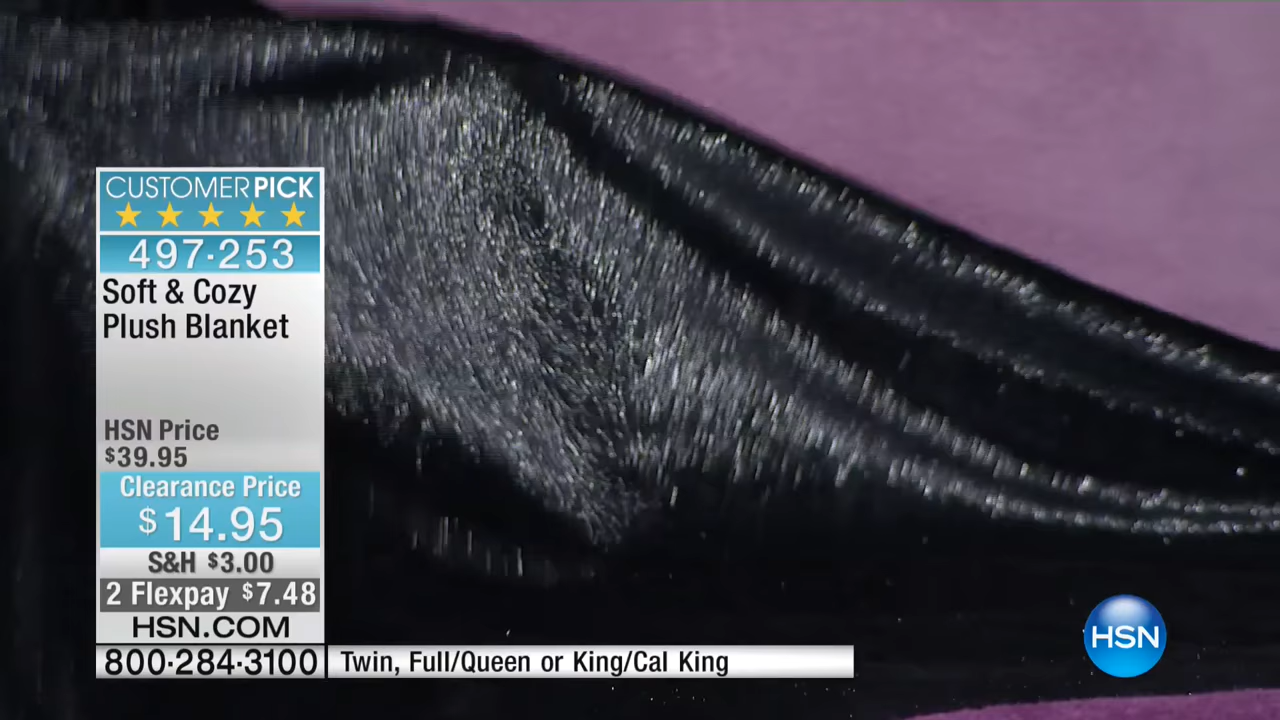 CUSTOMER PICK
497·253
Soft & Cozy
Plush Blanket
HSN Price
$39.95
Clearance Price
$14.95
S&H $3.00
2 Flexpay $7.48
HSN.COM
800·284·3100
Twin, Full/Queen or King/Cal King
HSN